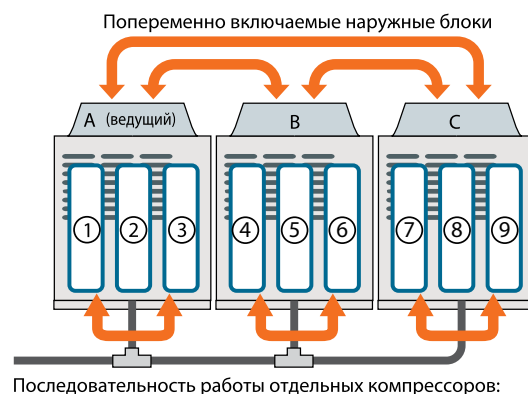 Попеременно включаемые наружные блоки
А (ведущий)
В
С
1 2 3 4 5 6 7 8 9
Последовательность работы отдельных компрессоров: